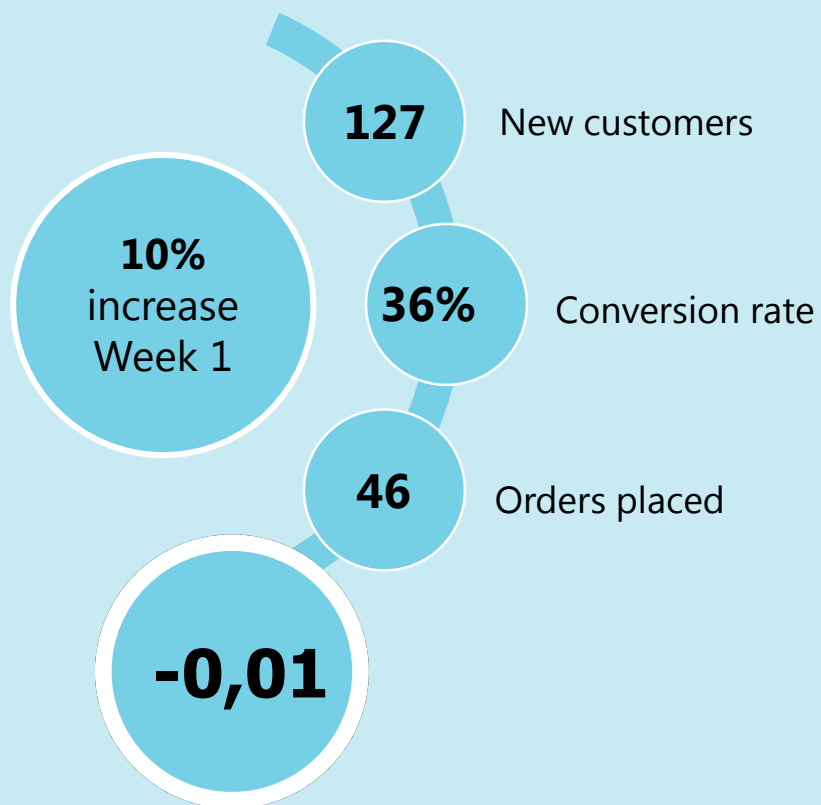 127
New customers
10%
increase
Week 1
36%
Conversion rate
46
Orders placed
-0,01